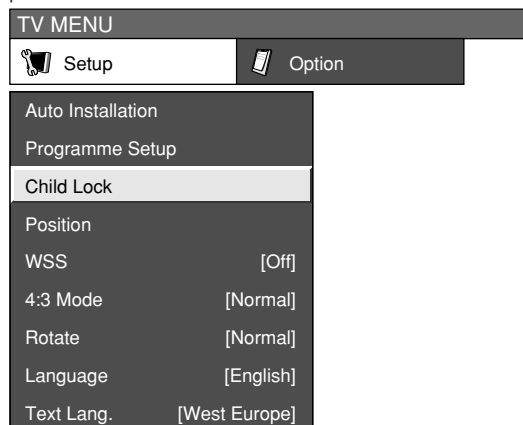 TV MENU
Setup Option
Auto Installation
Programme Setup
Child Lock
Position
WSS [Off]
4:3 Mode [Normal]
Rotate [Normal]
Language [English]
Text Lang. [West Europe]